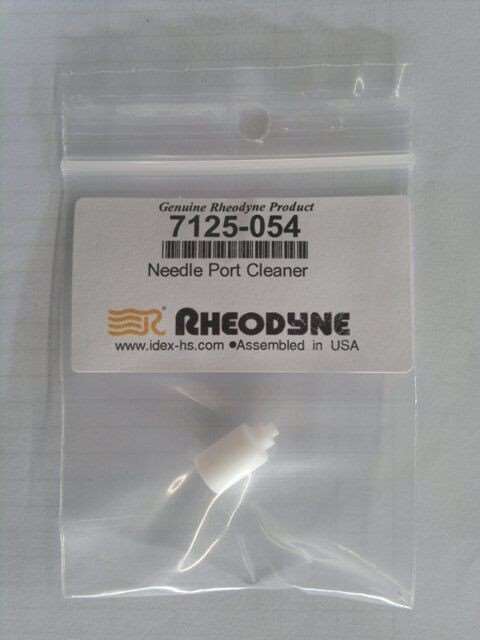 Genuine Rheodyne Product
7125-054
Needle Port Cleaner
R® RHEODYNE
www.idex-hs.com ●Assembled in USA